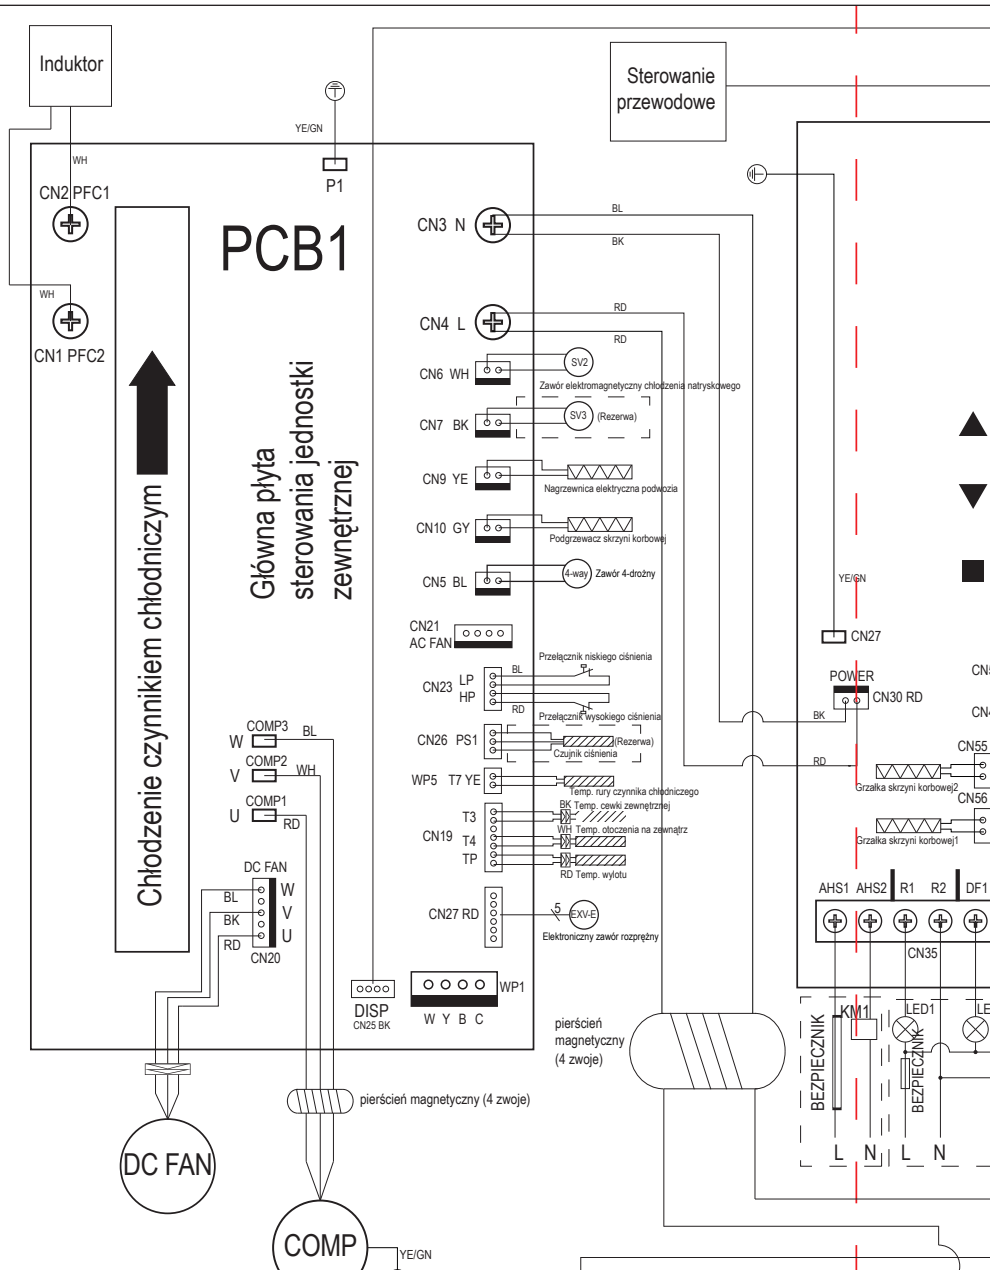 Induktor
Sterowanie
przewodowe
YE/GN
WH
P1
CN2 PFC1
PCB1
CN3 N
BL
BK
WH
CN1 PFC2
CN4 L
RD
RD
CN6 WH
SV2
Zawór elektromagnetyczny chłodzenia natryskowego
CN7 BK
SV3
(Rezerwa)
CN9 YE
Nagrzewnica elektryczna podwozia
CN10 GY
Podgrzewacz skrzyni korbowej
CN5 BL
4-way
Zawór 4-drożny
CN21
AC FAN
Główna płyta
sterowania jednostki
zewnętrznej
Chłodzenie czynnikiem chłodniczym
Przełącznik niskiego ciśnienia
CN23
LP
HP
BL
RD
Przełącznik wysokiego ciśnienia
CN26 PS1
(Rezerwa)
Czujnik ciśnienia
WP5 T7 YE
Temp. rury czynnika chłodniczego
CN19
T3
T4
TP
BK Temp. cewki zewnętrznej
WH Temp. otoczenia na zewnątrz
RD Temp. wylotu
CN27 RD
5
EXV-E
Elektroniczny zawór rozprężny
COMP3
W
BL
COMP2
V
WH
COMP1
U
RD
DC FAN
W
V
U
BL
BK
RD
CN20
DISP
CN25 BK
WP1
W Y B C
pierścień
magnetyczny
(4 zwoje)
pierścień magnetyczny (4 zwoje)
DC FAN
COMP
YE/GN
YE/GN
CN27
POWER
CN30 RD
BK
RD
CN5
CN4
CN55
Grzałka skrzyni korbowej2
CN56
Grzałka skrzyni korbowej1
AHS1 AHS2 R1 R2 DF1
CN35
KM1
LED1
LE
BEZPIECZNIK
BEZPIECZNIK
L N L N